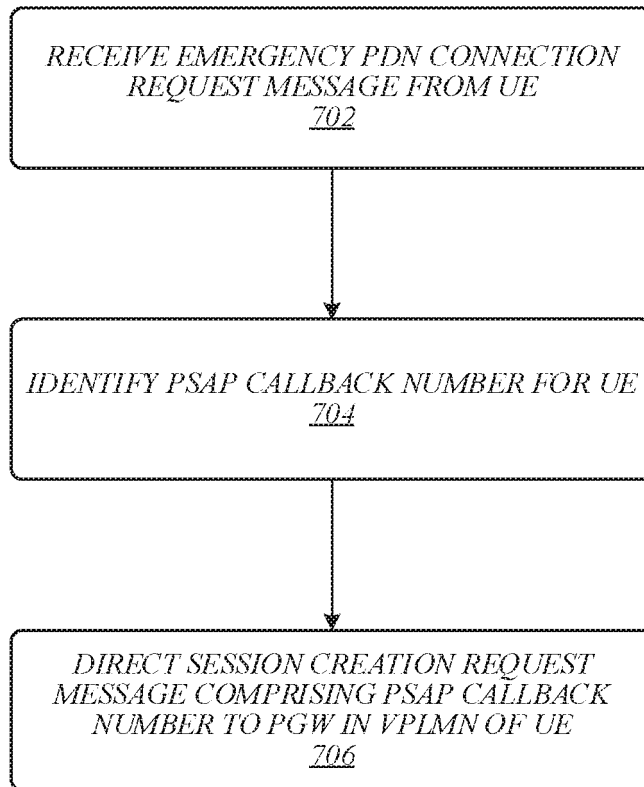 RECEIVE EMERGENCY PDN CONNECTION
REQUEST MESSAGE FROM UE
702
IDENTIFY PSAP CALLBACK NUMBER FOR UE
704
DIRECT SESSION CREATION REQUEST
MESSAGE COMPRISING PSAP CALLBACK
NUMBER TO PGW IN VPLMN OF UE
706